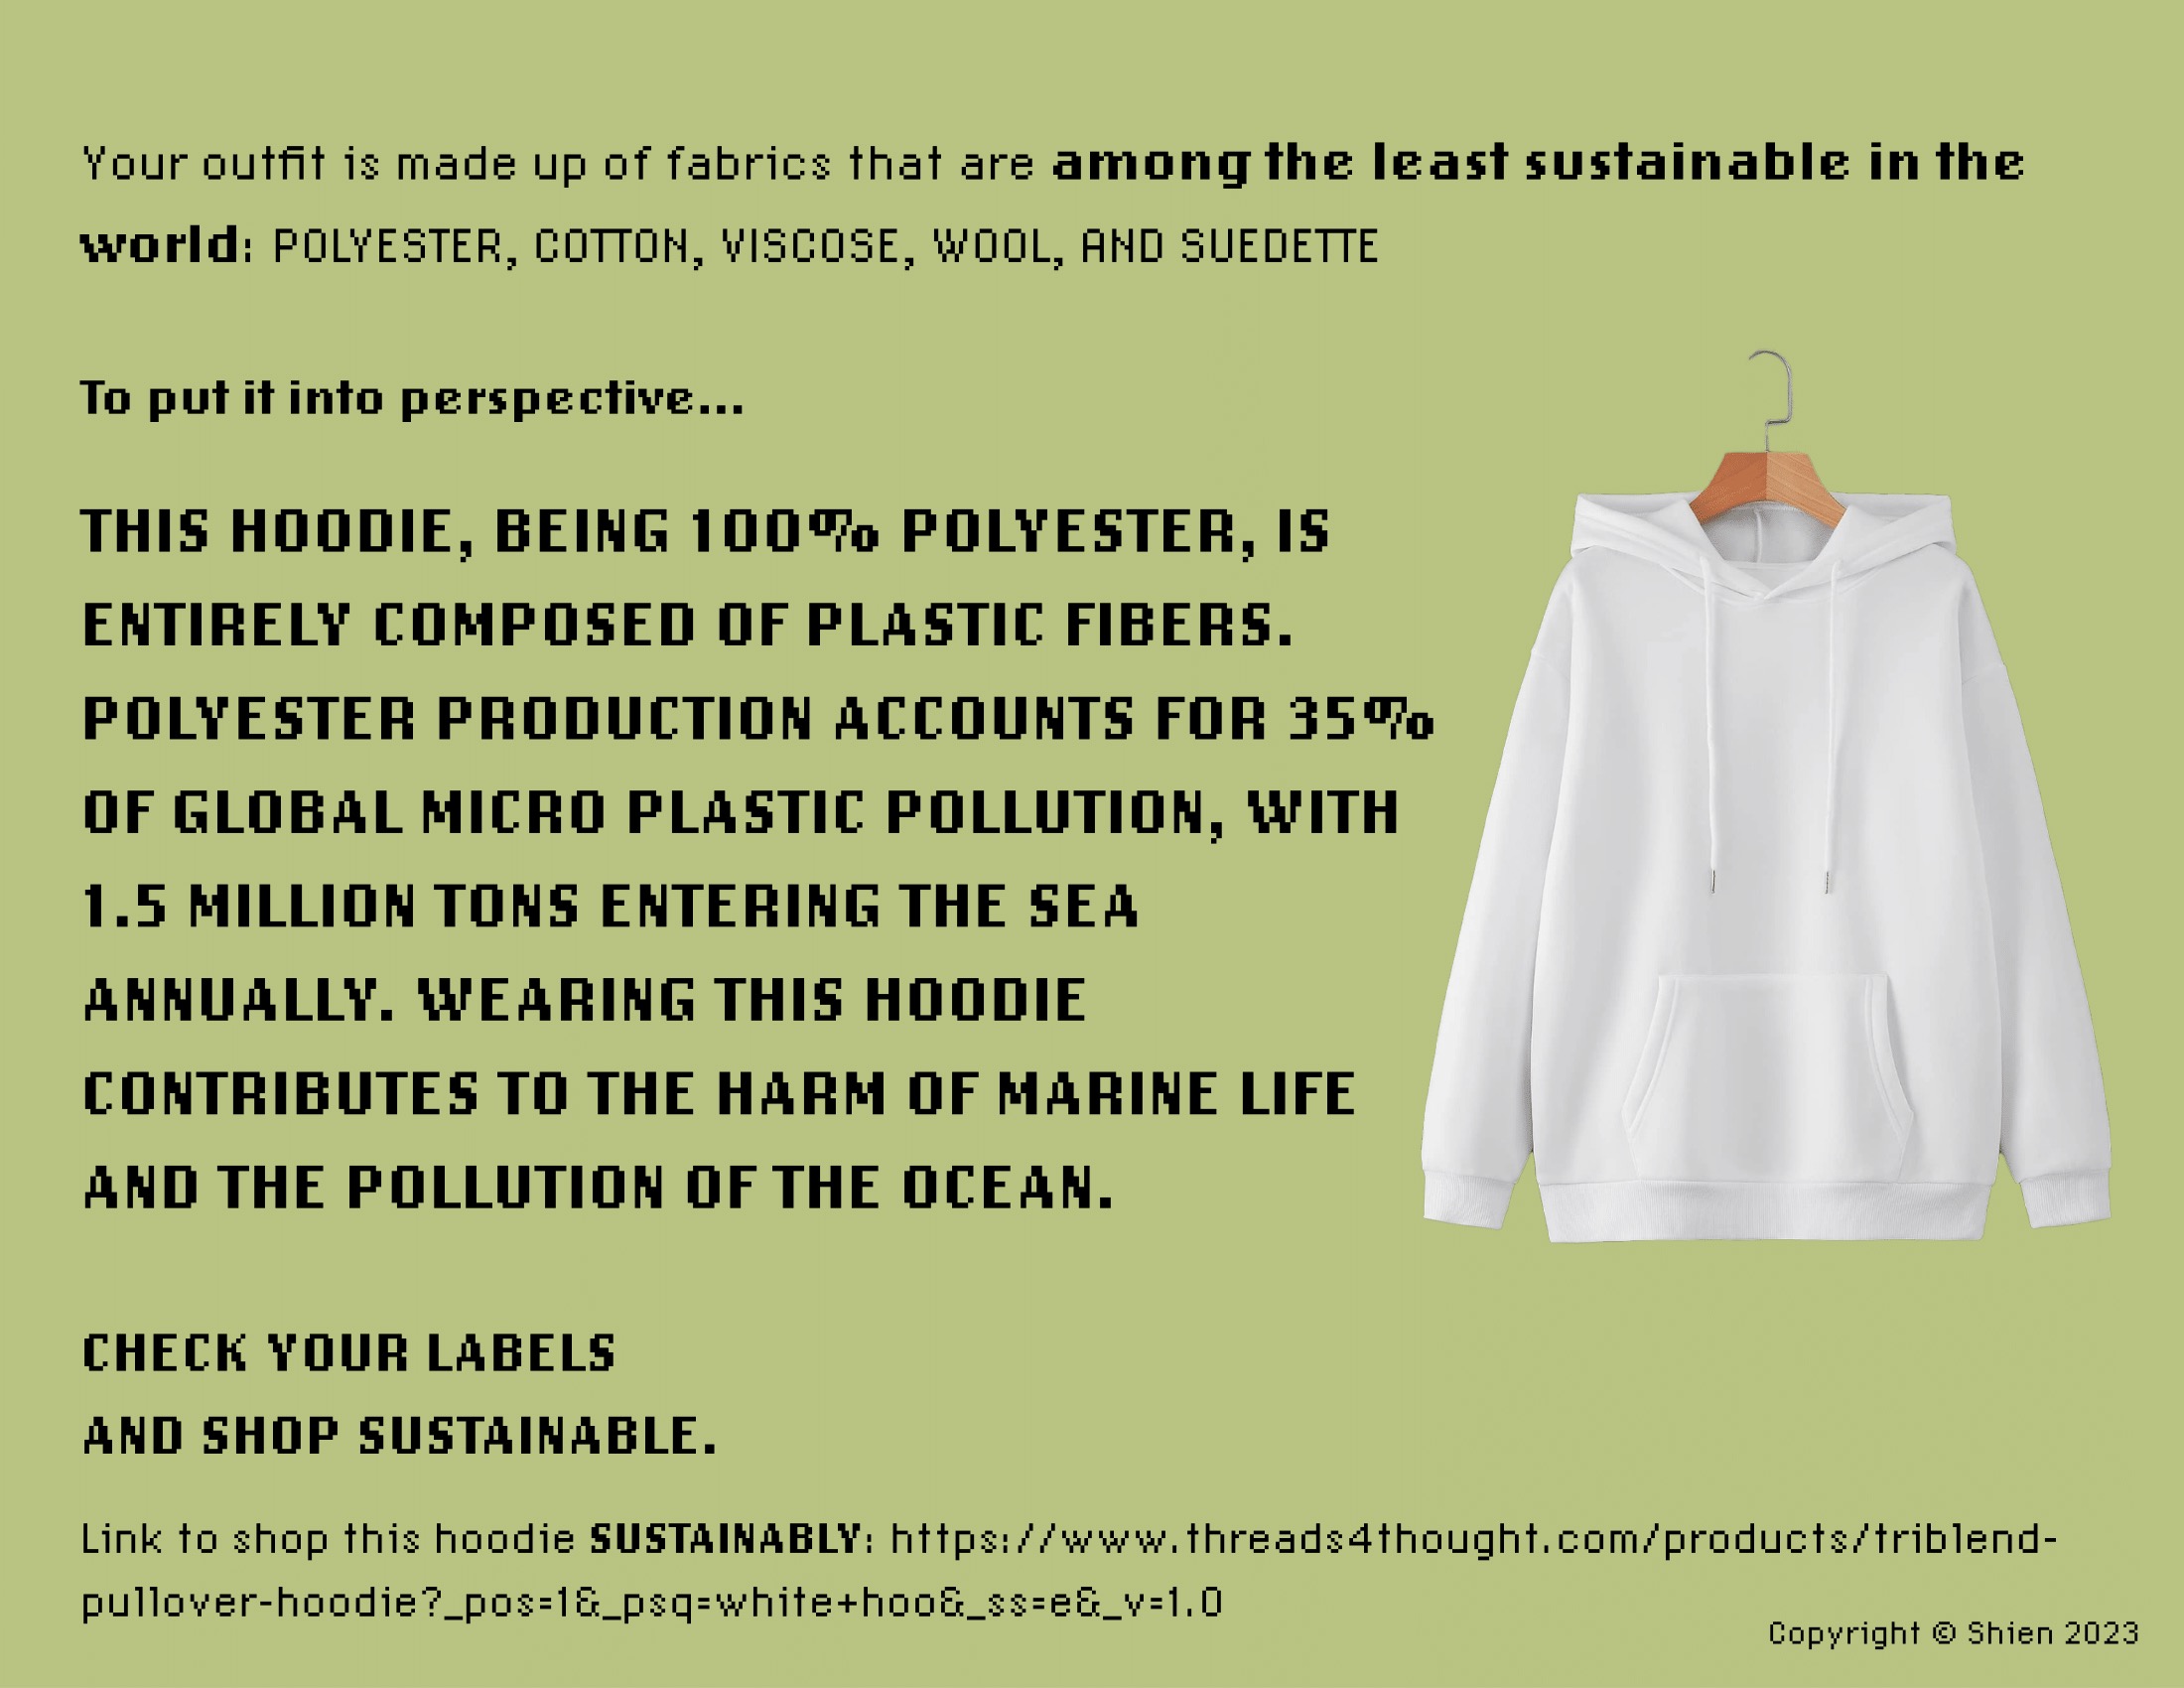 Your outfit is made up of fabrics that are among the least sustainable in the
world: POLYESTER, COTTON, VISCOSE, WOOL, AND SUEDETTE
To put it into perspective...
THIS HOODIE, BEING 100% POLYESTER, IS
ENTIRELY COMPOSED OF PLASTIC FIBERS.
POLYESTER PRODUCTION ACCOUNTS FOR 35%
OF GLOBAL MICRO PLASTIC POLLUTION, WITH
1.5 MILLION TONS ENTERING THE SEA
ANNUALLY. WEARING THIS HOODIE
CONTRIBUTES TO THE HARM OF MARINE LIFE
AND THE POLLUTION OF THE OCEAN.
CHECK YOUR LABELS
AND SHOP SUSTAINABLE.
Link to shop this hoodie SUSTAINABLY: https://www.threads4thought.com/products/triblend-
pullover-hoodie?_pos=1&_psq=white+hoo&_ss=e&_v=1.0
Copyright © Shien 2023